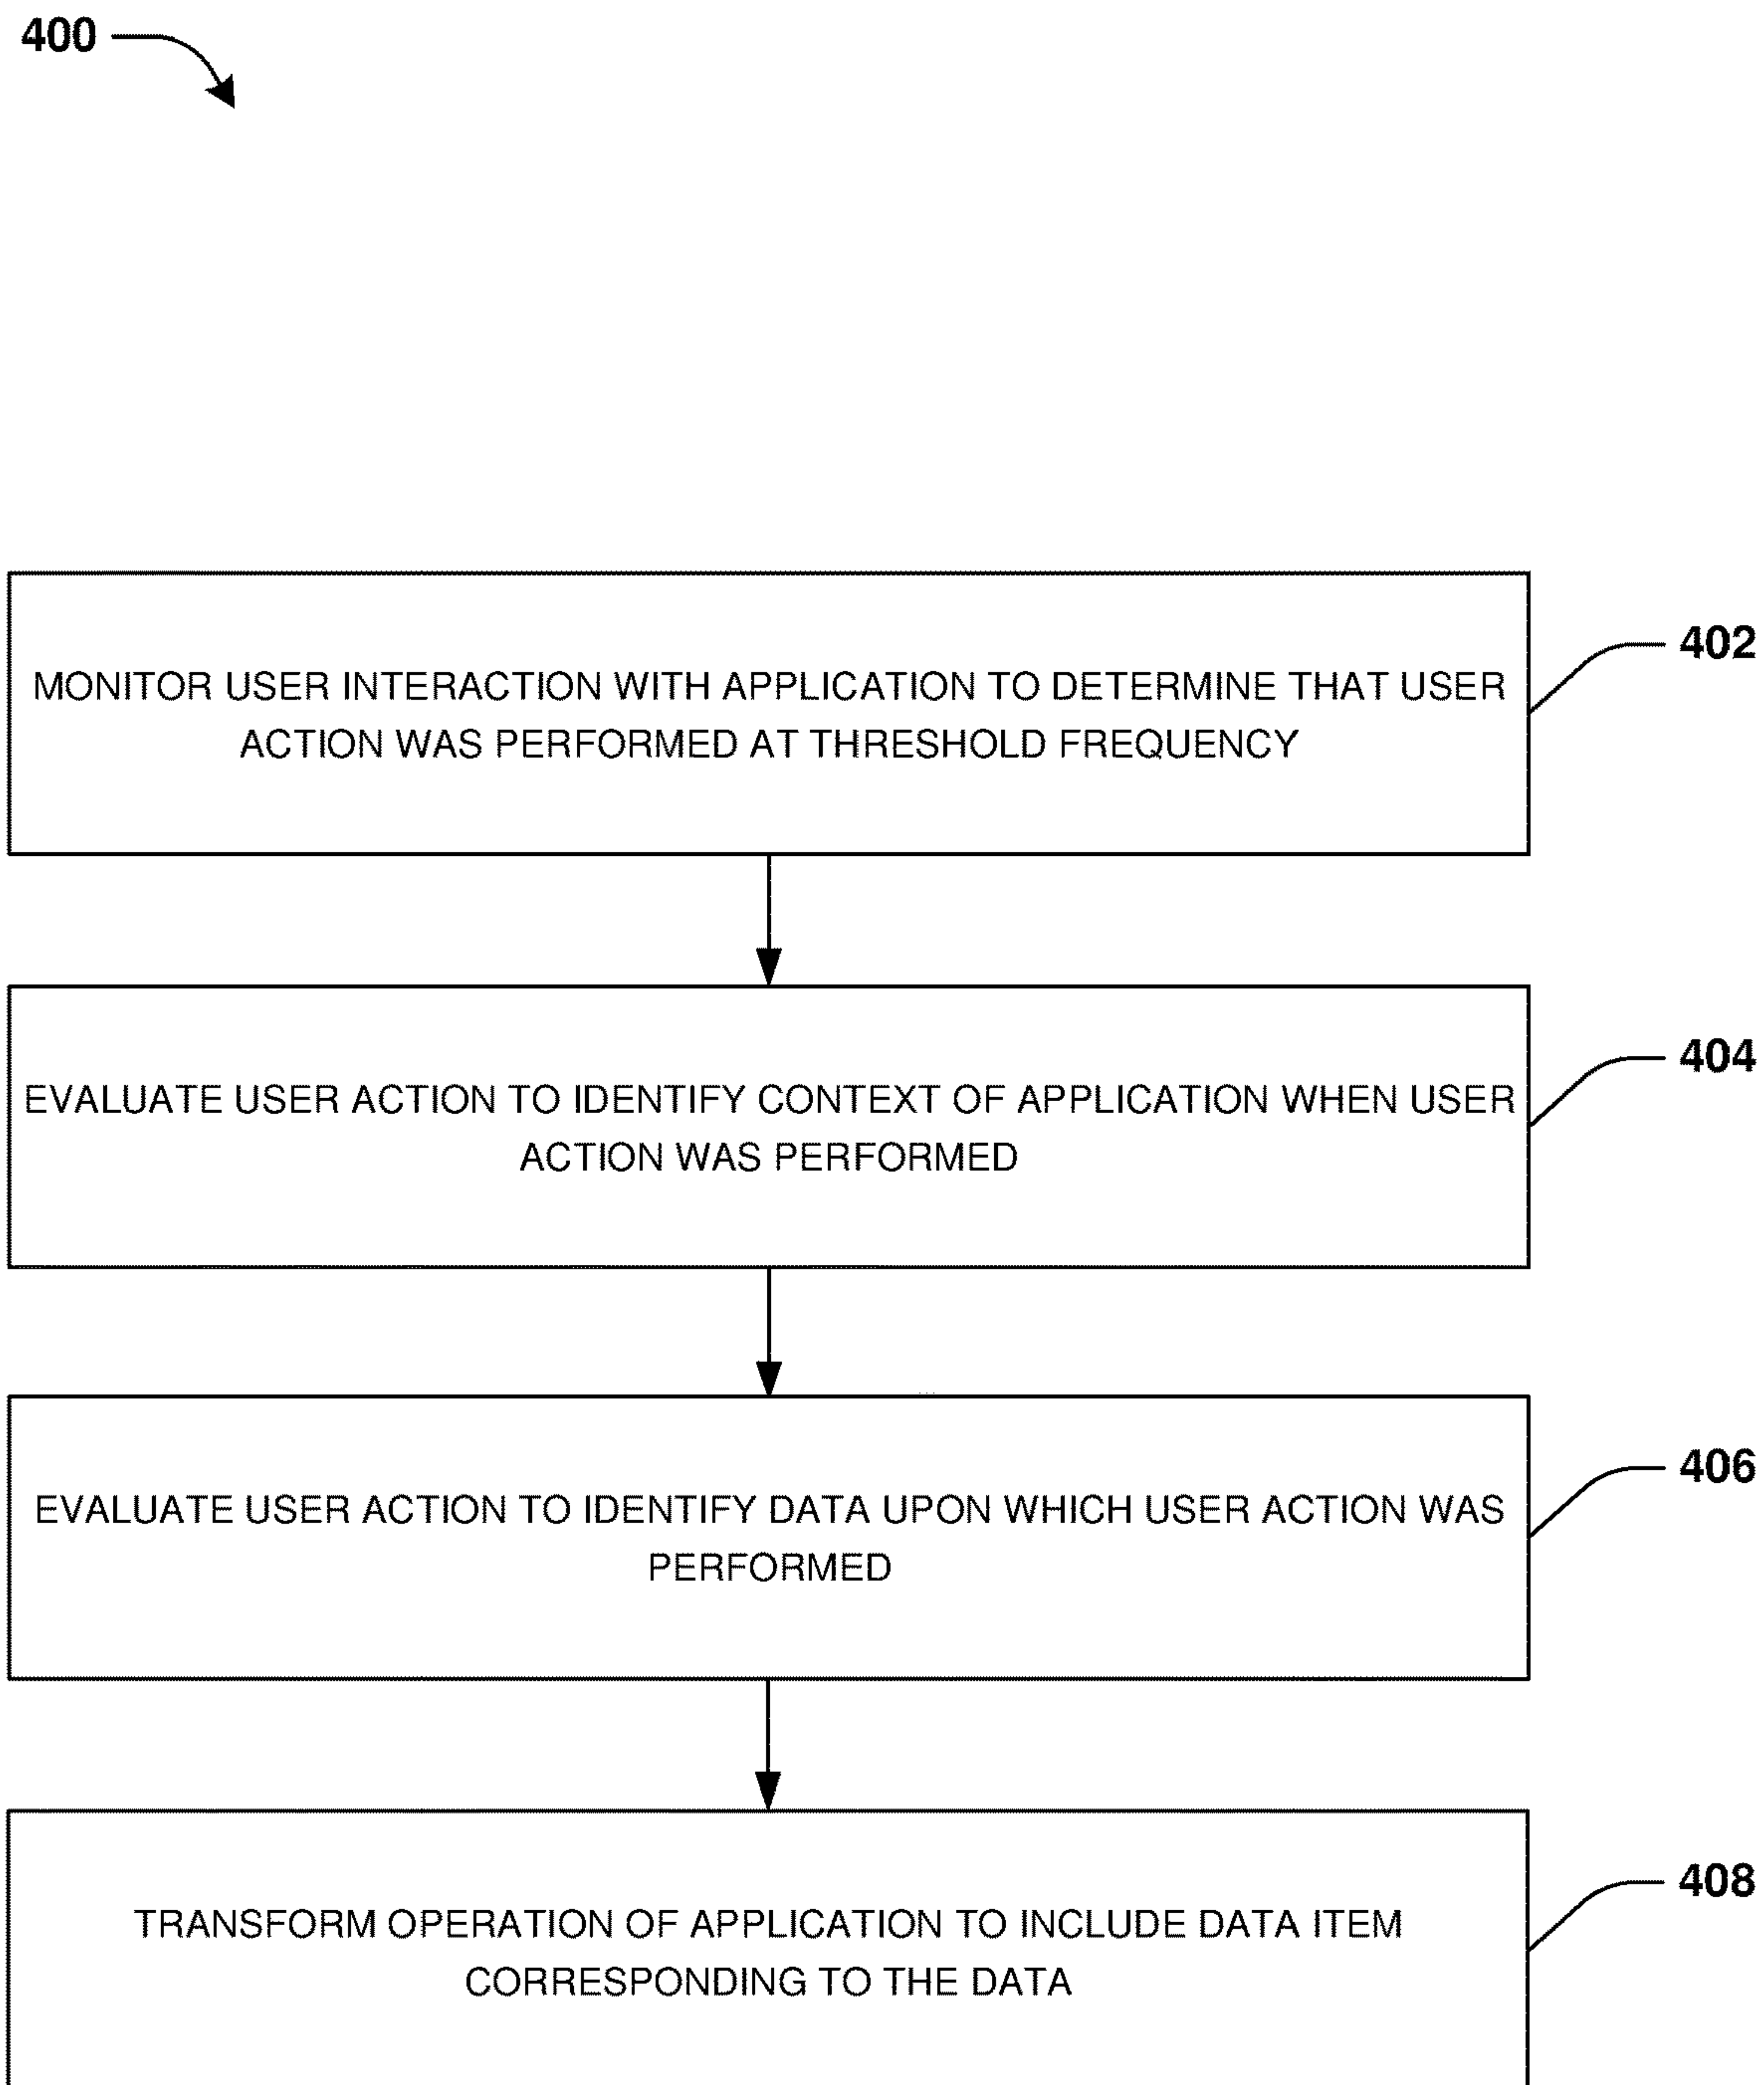 400
MONITOR USER INTERACTION WITH APPLICATION TO DETERMINE THAT USER
ACTION WAS PERFORMED AT THRESHOLD FREQUENCY
402
EVALUATE USER ACTION TO IDENTIFY CONTEXT OF APPLICATION WHEN USER
ACTION WAS PERFORMED
404
EVALUATE USER ACTION TO IDENTIFY DATA UPON WHICH USER ACTION WAS
PERFORMED
406
TRANSFORM OPERATION OF APPLICATION TO INCLUDE DATA ITEM
CORRESPONDING TO THE DATA
408